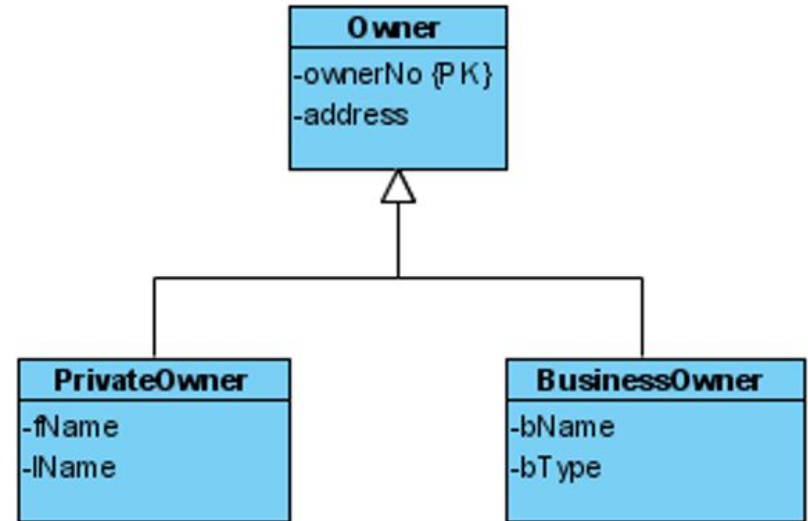 Owner
-ownerNo {PK}
-address
PrivateOwner
-fName
-lName
BusinessOwner
-bName
-bType